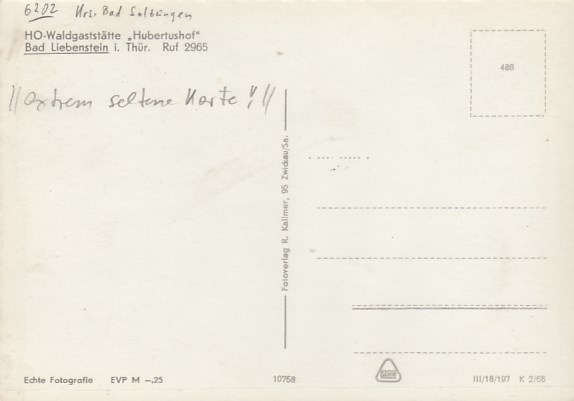 6202 Krs. Bad Salzungen
HO-Waldgaststätte „Hubertushof"
Bad Liebenstein i. Thür. Ruf 2965
!! extrem seltene Karte !!
488
Fotoverlag R. Kallmer, 95 Zwickau/Sa.
Echte Fotografie EVP M –.25
10758
III/18/197 K 2/68